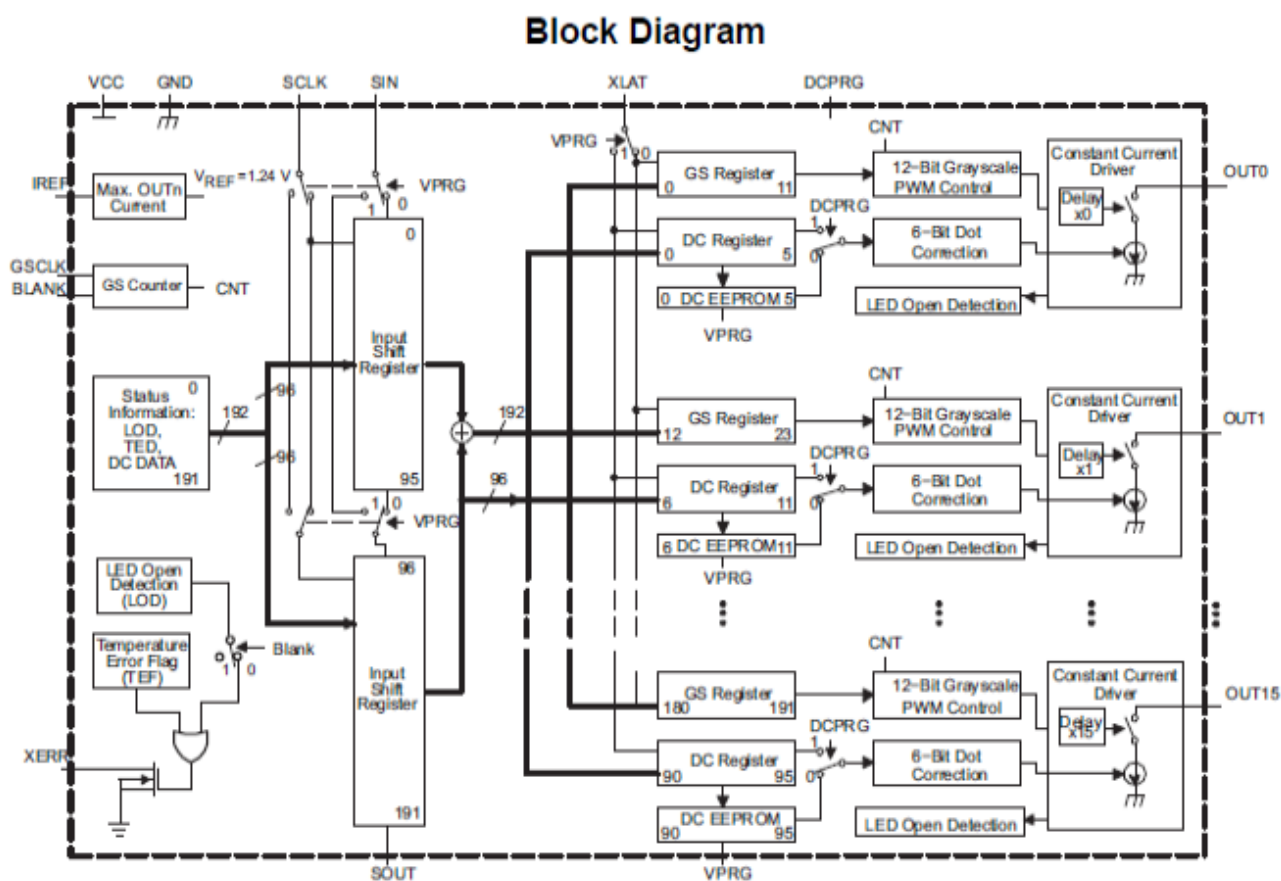 Block Diagram
VCC GND SCLK SIN XLAT DCPRG
CNT
VPRG
1 0
GS Register
0 11
12-Bit Grayscale
PWM Control
Constant Current
Driver
Delay
x0
OUT0
IREF
Max. OUTn
Current
VREF = 1.24 V
VPRG
1 0
DCPRG
1
0
DC Register
0 5
6-Bit Dot
Correction
0
GSCLK
BLANK
GS Counter
CNT
0 DC EEPROM 5
LED Open Detection
VPRG
Input
Shift
Register
96
96
95
Status
Information:
LOD,
TED,
DC DATA
0
191
192
192
96
CNT
GS Register
12 23
12-Bit Grayscale
PWM Control
Constant Current
Driver
Delay
x1
OUT1
DCPRG
1
0
DC Register
6 11
6-Bit Dot
Correction
1 0
VPRG
6 DC EEPROM 11
LED Open Detection
VPRG
LED Open
Detection
(LOD)
96
Input
Shift
Register
191
Blank
1 0
Temperature
Error Flag
(TEF)
CNT
GS Register
180 191
12-Bit Grayscale
PWM Control
Constant Current
Driver
Delay
x15
OUT15
DCPRG
1
0
DC Register
90 95
6-Bit Dot
Correction
XERR
DC EEPROM
90 95
LED Open Detection
SOUT
VPRG